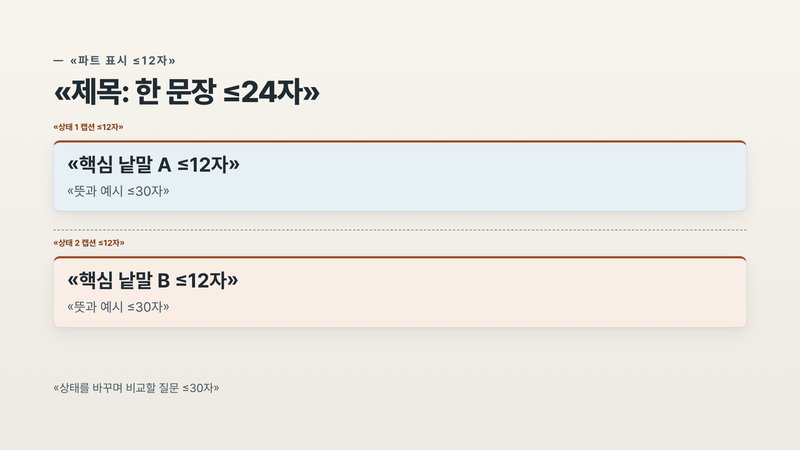 — «파트 표시 ≤12자»
«제목: 한 문장 ≤24자»
«상태 1 캡션 ≤12자»
«핵심 낱말 A ≤12자»
«뜻과 예시 ≤30자»
«상태 2 캡션 ≤12자»
«핵심 낱말 B ≤12자»
«뜻과 예시 ≤30자»
«상태를 바꾸며 비교할 질문 ≤30자»